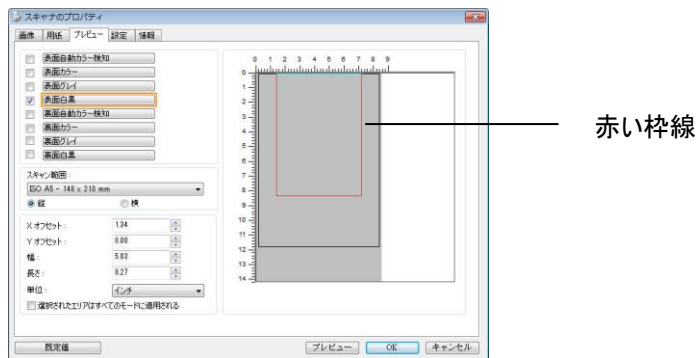 スキャナのプロパティ
画像 用紙 プレビュー 設定 情報
表面自動カラー検知
表面カラー
表面グレイ
表面白黒
裏面自動カラー検知
裏面カラー
裏面グレイ
裏面白黒
スキャン範囲:
ISO A5 - 148 x 210 mm
縦 横
X オフセット: 1.34
Y オフセット: 0.00
幅: 5.83
長さ: 8.27
単位: インチ
選択されたエリアはすべてのモードに適用される
0 1 2 3 4 5 6 7 8 9
0
1
2
3
4
5
6
7
8
9
10
11
12
13
14
赤い枠線
既定値 プレビュー OK キャンセル